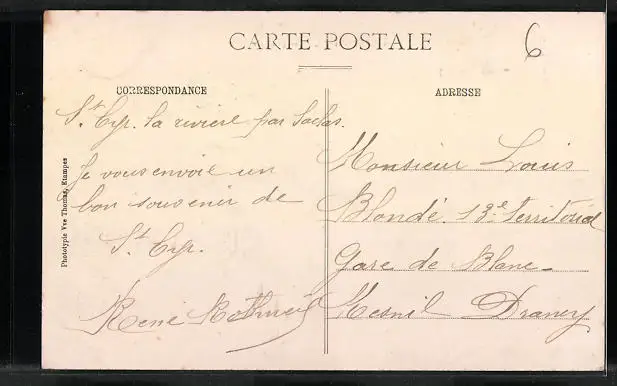 CARTE POSTALE
6
CORRESPONDANCE
St Cyr. la rivière par Saclas.
Je vous envoie un
bon souvenir de
St Cyr.
René
ADRESSE
Monsieur Louis
Blondé 13e Territorial
Gare de Blanc-
Mesnil Drancy
Phototypie Vve Thomas, Etampes